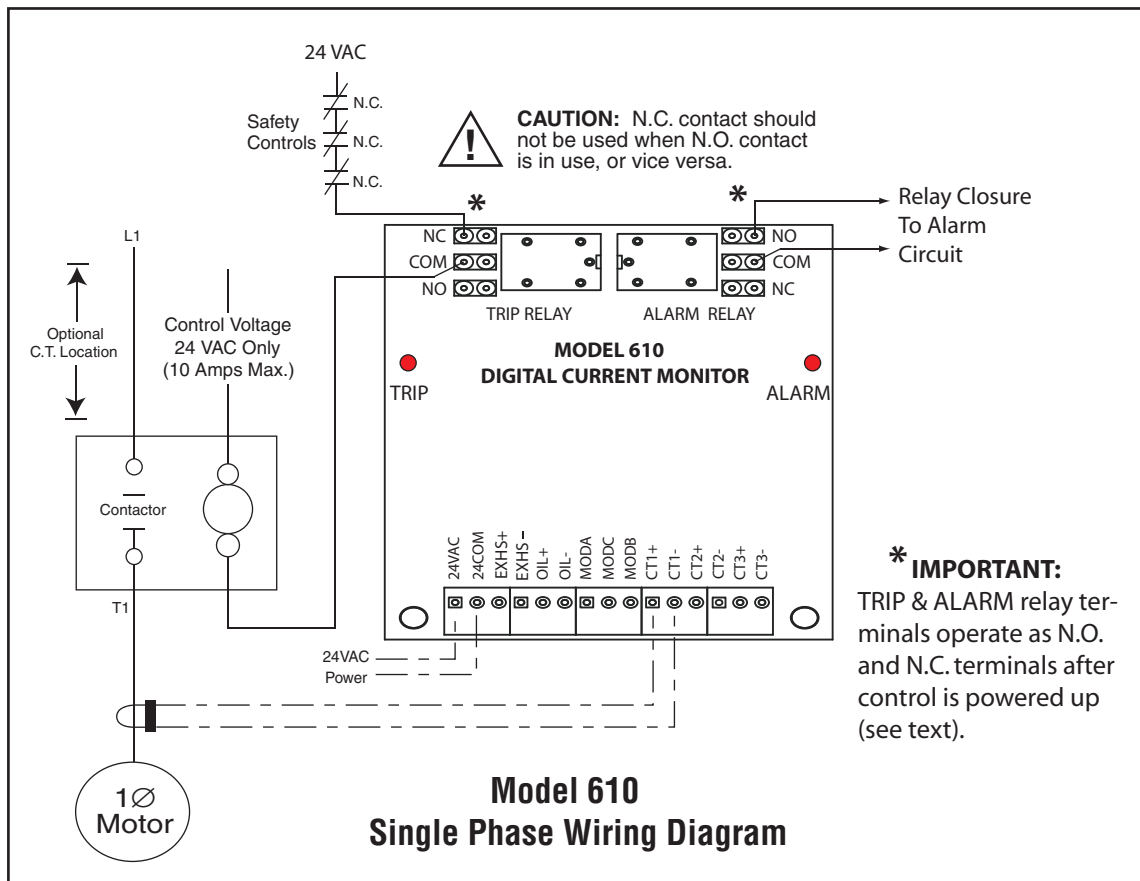 24 VAC
N.C.
Safety
Controls
N.C.
N.C.
CAUTION: N.C. contact should
not be used when N.O. contact
is in use, or vice versa.
!
*
*
Relay Closure
To Alarm
Circuit
NC
COM
NO
NO
COM
NC
TRIP RELAY
ALARM RELAY
L1
Optional
C.T. Location
Control Voltage
24 VAC Only
(10 Amps Max.)
MODEL 610
DIGITAL CURRENT MONITOR
TRIP
ALARM
Contactor
T1
24VAC
24COM
EXHS+
EXHS-
OIL+
OIL-
MODA
MODC
MODB
CT1+
CT1-
CT2+
CT2-
CT3+
CT3-
24VAC
Power
* IMPORTANT:
TRIP & ALARM relay ter-
minals operate as N.O.
and N.C. terminals after
control is powered up
(see text).
1Ø
Motor
Model 610
Single Phase Wiring Diagram